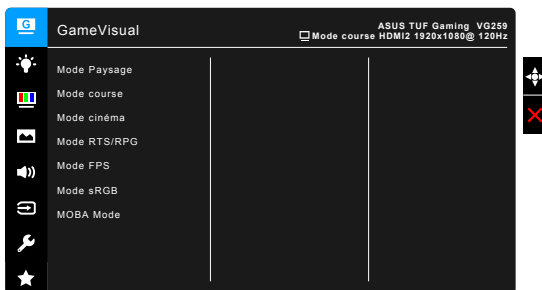 G
GameVisual
ASUS TUF Gaming VG259
Mode course HDMI2 1920x1080@ 120Hz
Mode Paysage
Mode course
Mode cinéma
Mode RTS/RPG
Mode FPS
Mode sRGB
MOBA Mode